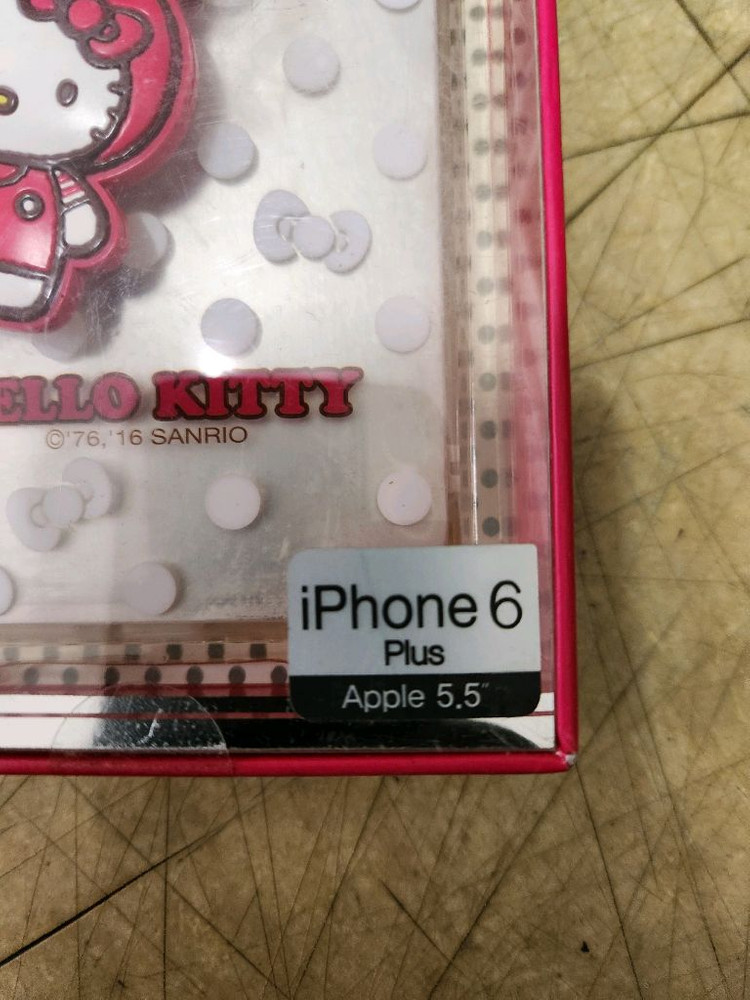 ELLO KITTY
©'76,'16 SANRIO
iPhone 6
Plus
Apple 5.5"